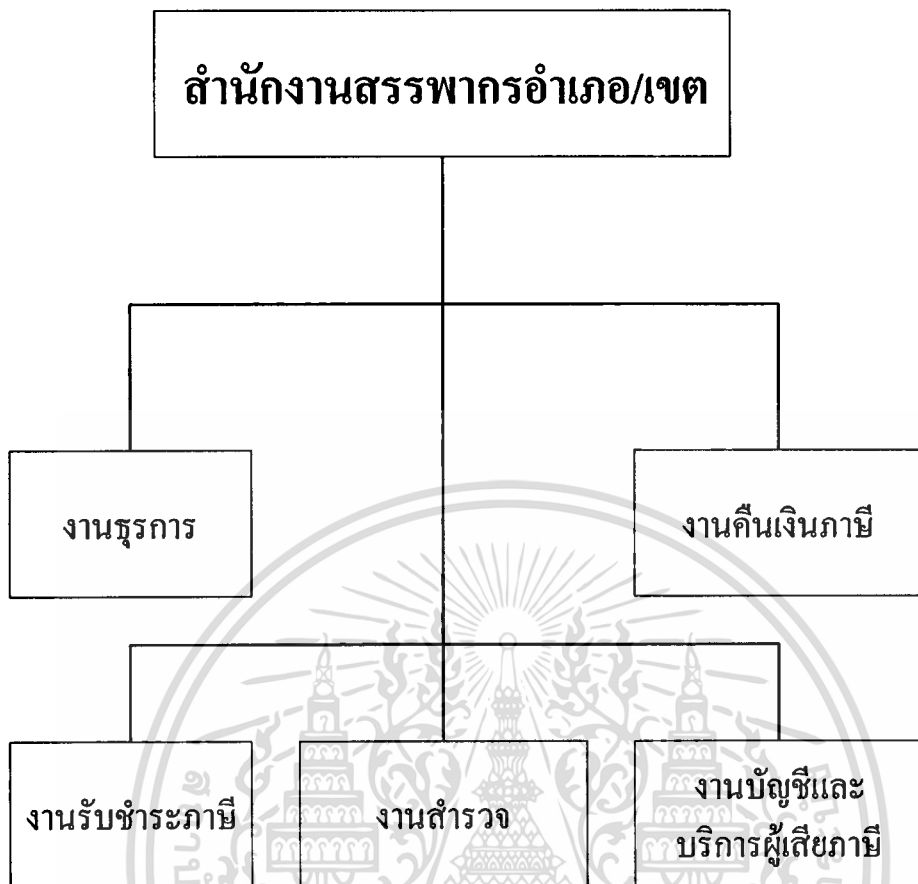 สำนักงานสรรพากรอำเภอ/เขต
งานธุรการ
งานคืนเงินภาษี
งานรับชำระภาษี
งานสำรวจ
งานบัญชีและ
บริการผู้เสียภาษี